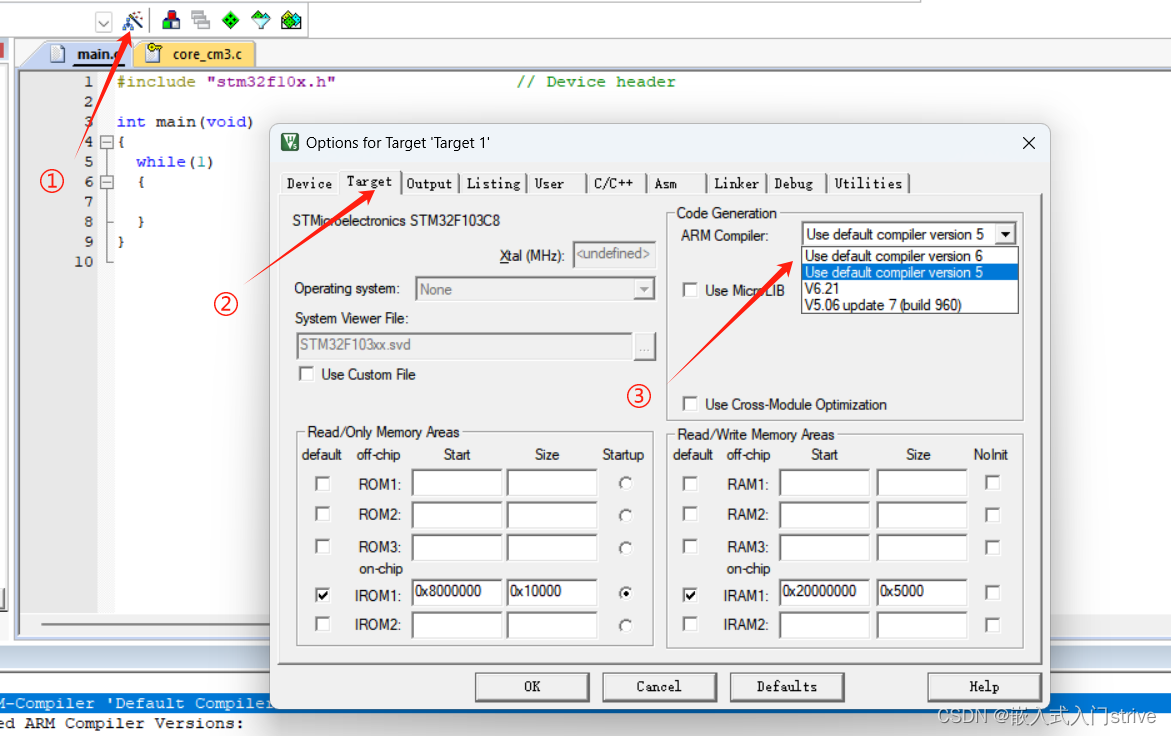 main.c
core_cm3.c
1 #include "stm32f10x.h" // Device header
2
3 int main(void)
4 {
5 while(1)
6 {
7
8 }
9 }
10
①
②
③
Options for Target 'Target 1'
Device Target Output Listing User C/C++ Asm Linker Debug Utilities
STMicroelectronics STM32F103C8
Xtal (MHz): <undefined>
Operating system: None
System Viewer File:
STM32F103xx.svd
...
Use Custom File
Code Generation
ARM Compiler: Use default compiler version 5
Use default compiler version 6
Use default compiler version 5
V6.21
V5.06 update 7 (build 960)
Use MicroLIB
Use Cross-Module Optimization
Read/Only Memory Areas
default off-chip Start Size Startup
ROM1:
ROM2:
ROM3:
on-chip
IROM1: 0x8000000 0x10000
IROM2:
Read/Write Memory Areas
default off-chip Start Size NoInit
RAM1:
RAM2:
RAM3:
on-chip
IRAM1: 0x20000000 0x5000
IRAM2:
OK Cancel Defaults Help
M-Compiler 'Default Compiler
ed ARM Compiler Versions:
CSDN @嵌入式入门strive